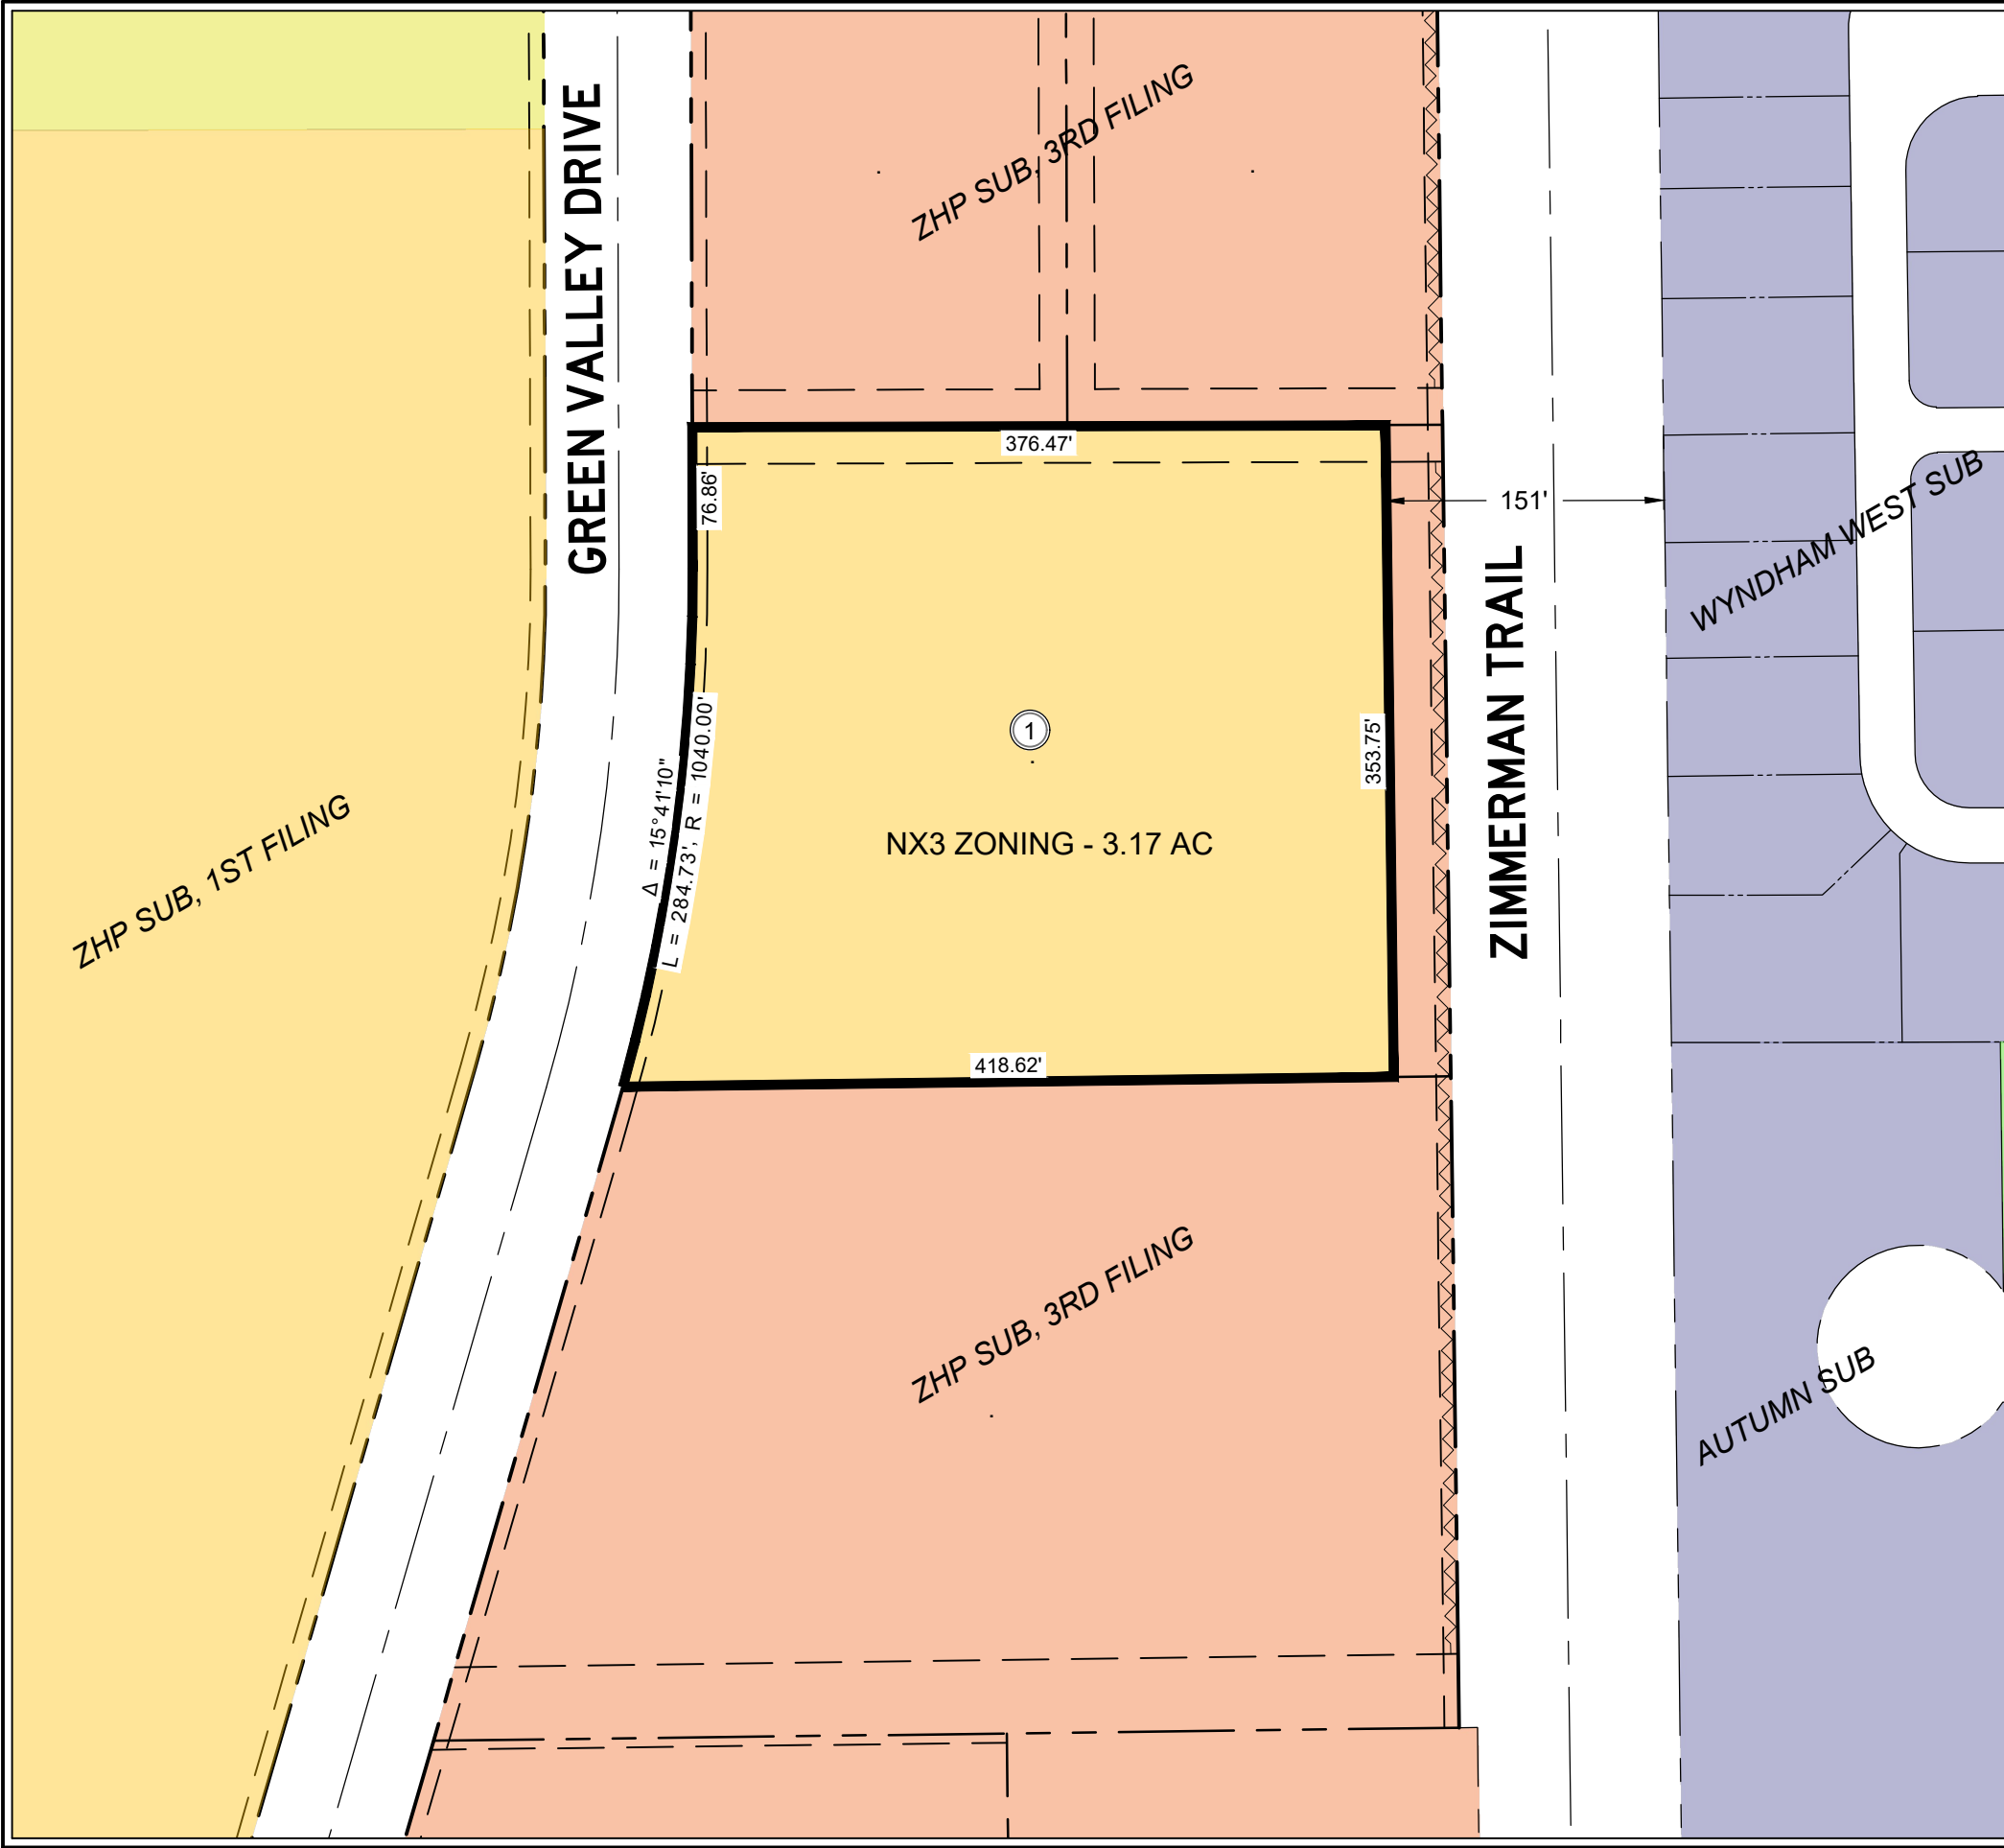 GREEN VALLEY DRIVE
ZHP SUB, 3RD FILING
376.47'
76.86'
151'
WYNDHAM WEST SUB
ZIMMERMAN TRAIL
1
353.75'
Δ = 15°41'10"
L = 284.73', R = 1040.00'
NX3 ZONING - 3.17 AC
ZHP SUB, 1ST FILING
418.62'
ZHP SUB, 3RD FILING
AUTUMN SUB